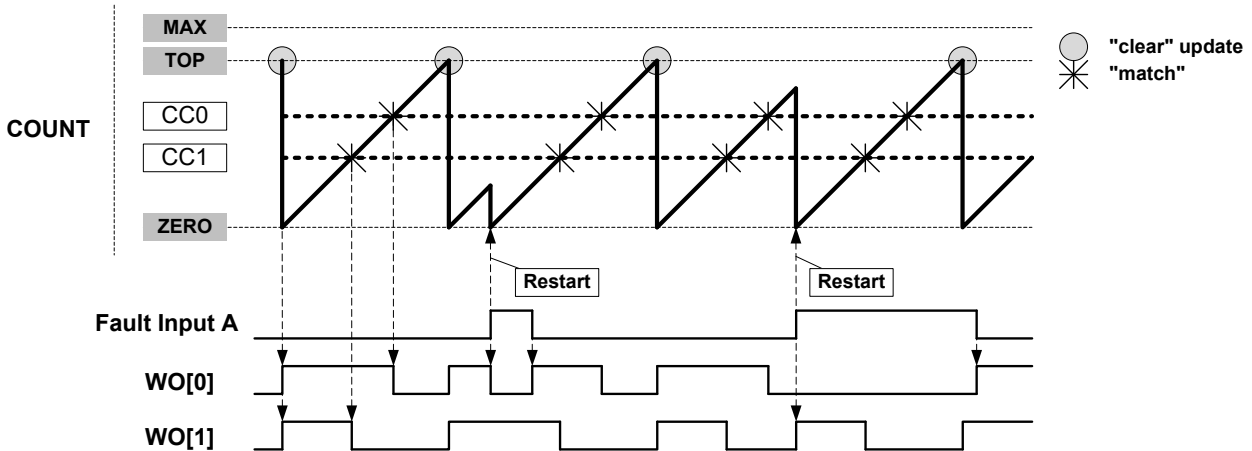 MAX
TOP
"clear" update
"match"
CC0
COUNT
CC1
ZERO
Restart
Restart
Fault Input A
WO[0]
WO[1]